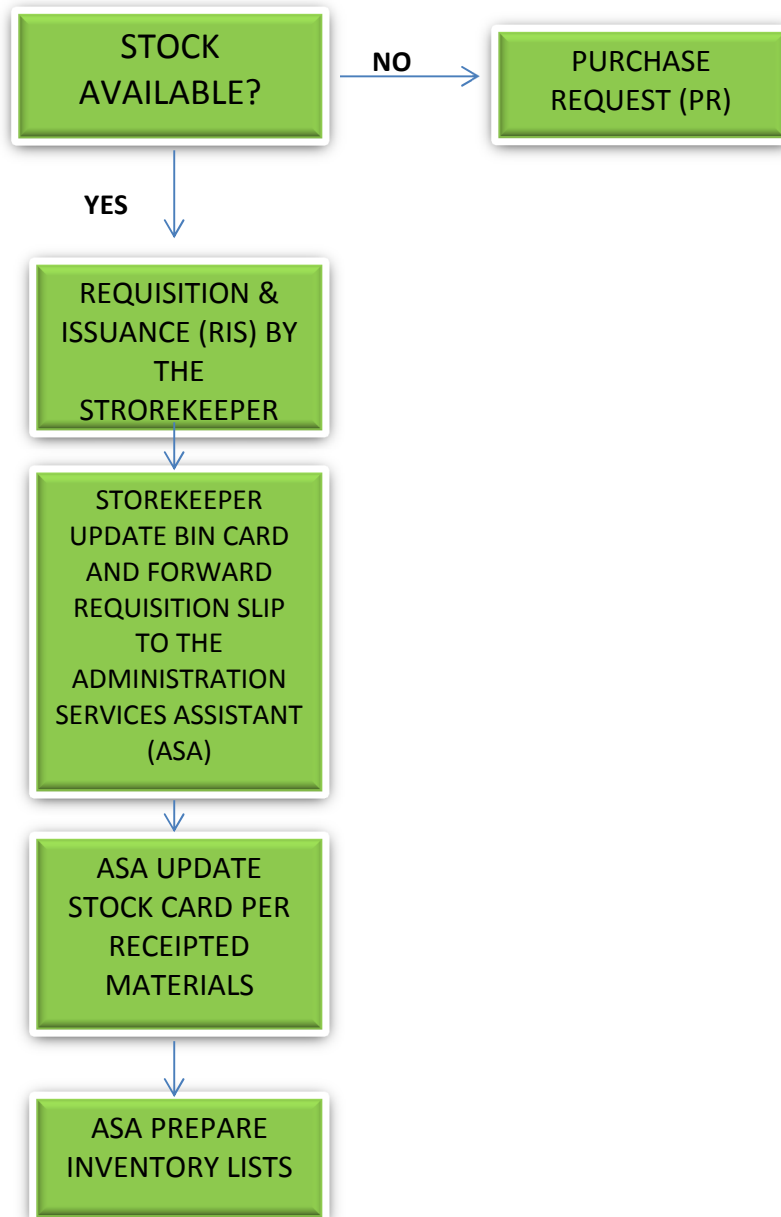 STOCK
AVAILABLE?
NO
PURCHASE
REQUEST (PR)
YES
REQUISITION &
ISSUANCE (RIS) BY
THE
STROREKEEPER
STOREKEEPER
UPDATE BIN CARD
AND FORWARD
REQUISITION SLIP
TO THE
ADMINISTRATION
SERVICES ASSISTANT
(ASA)
ASA UPDATE
STOCK CARD PER
RECEIPTED
MATERIALS
ASA PREPARE
INVENTORY LISTS